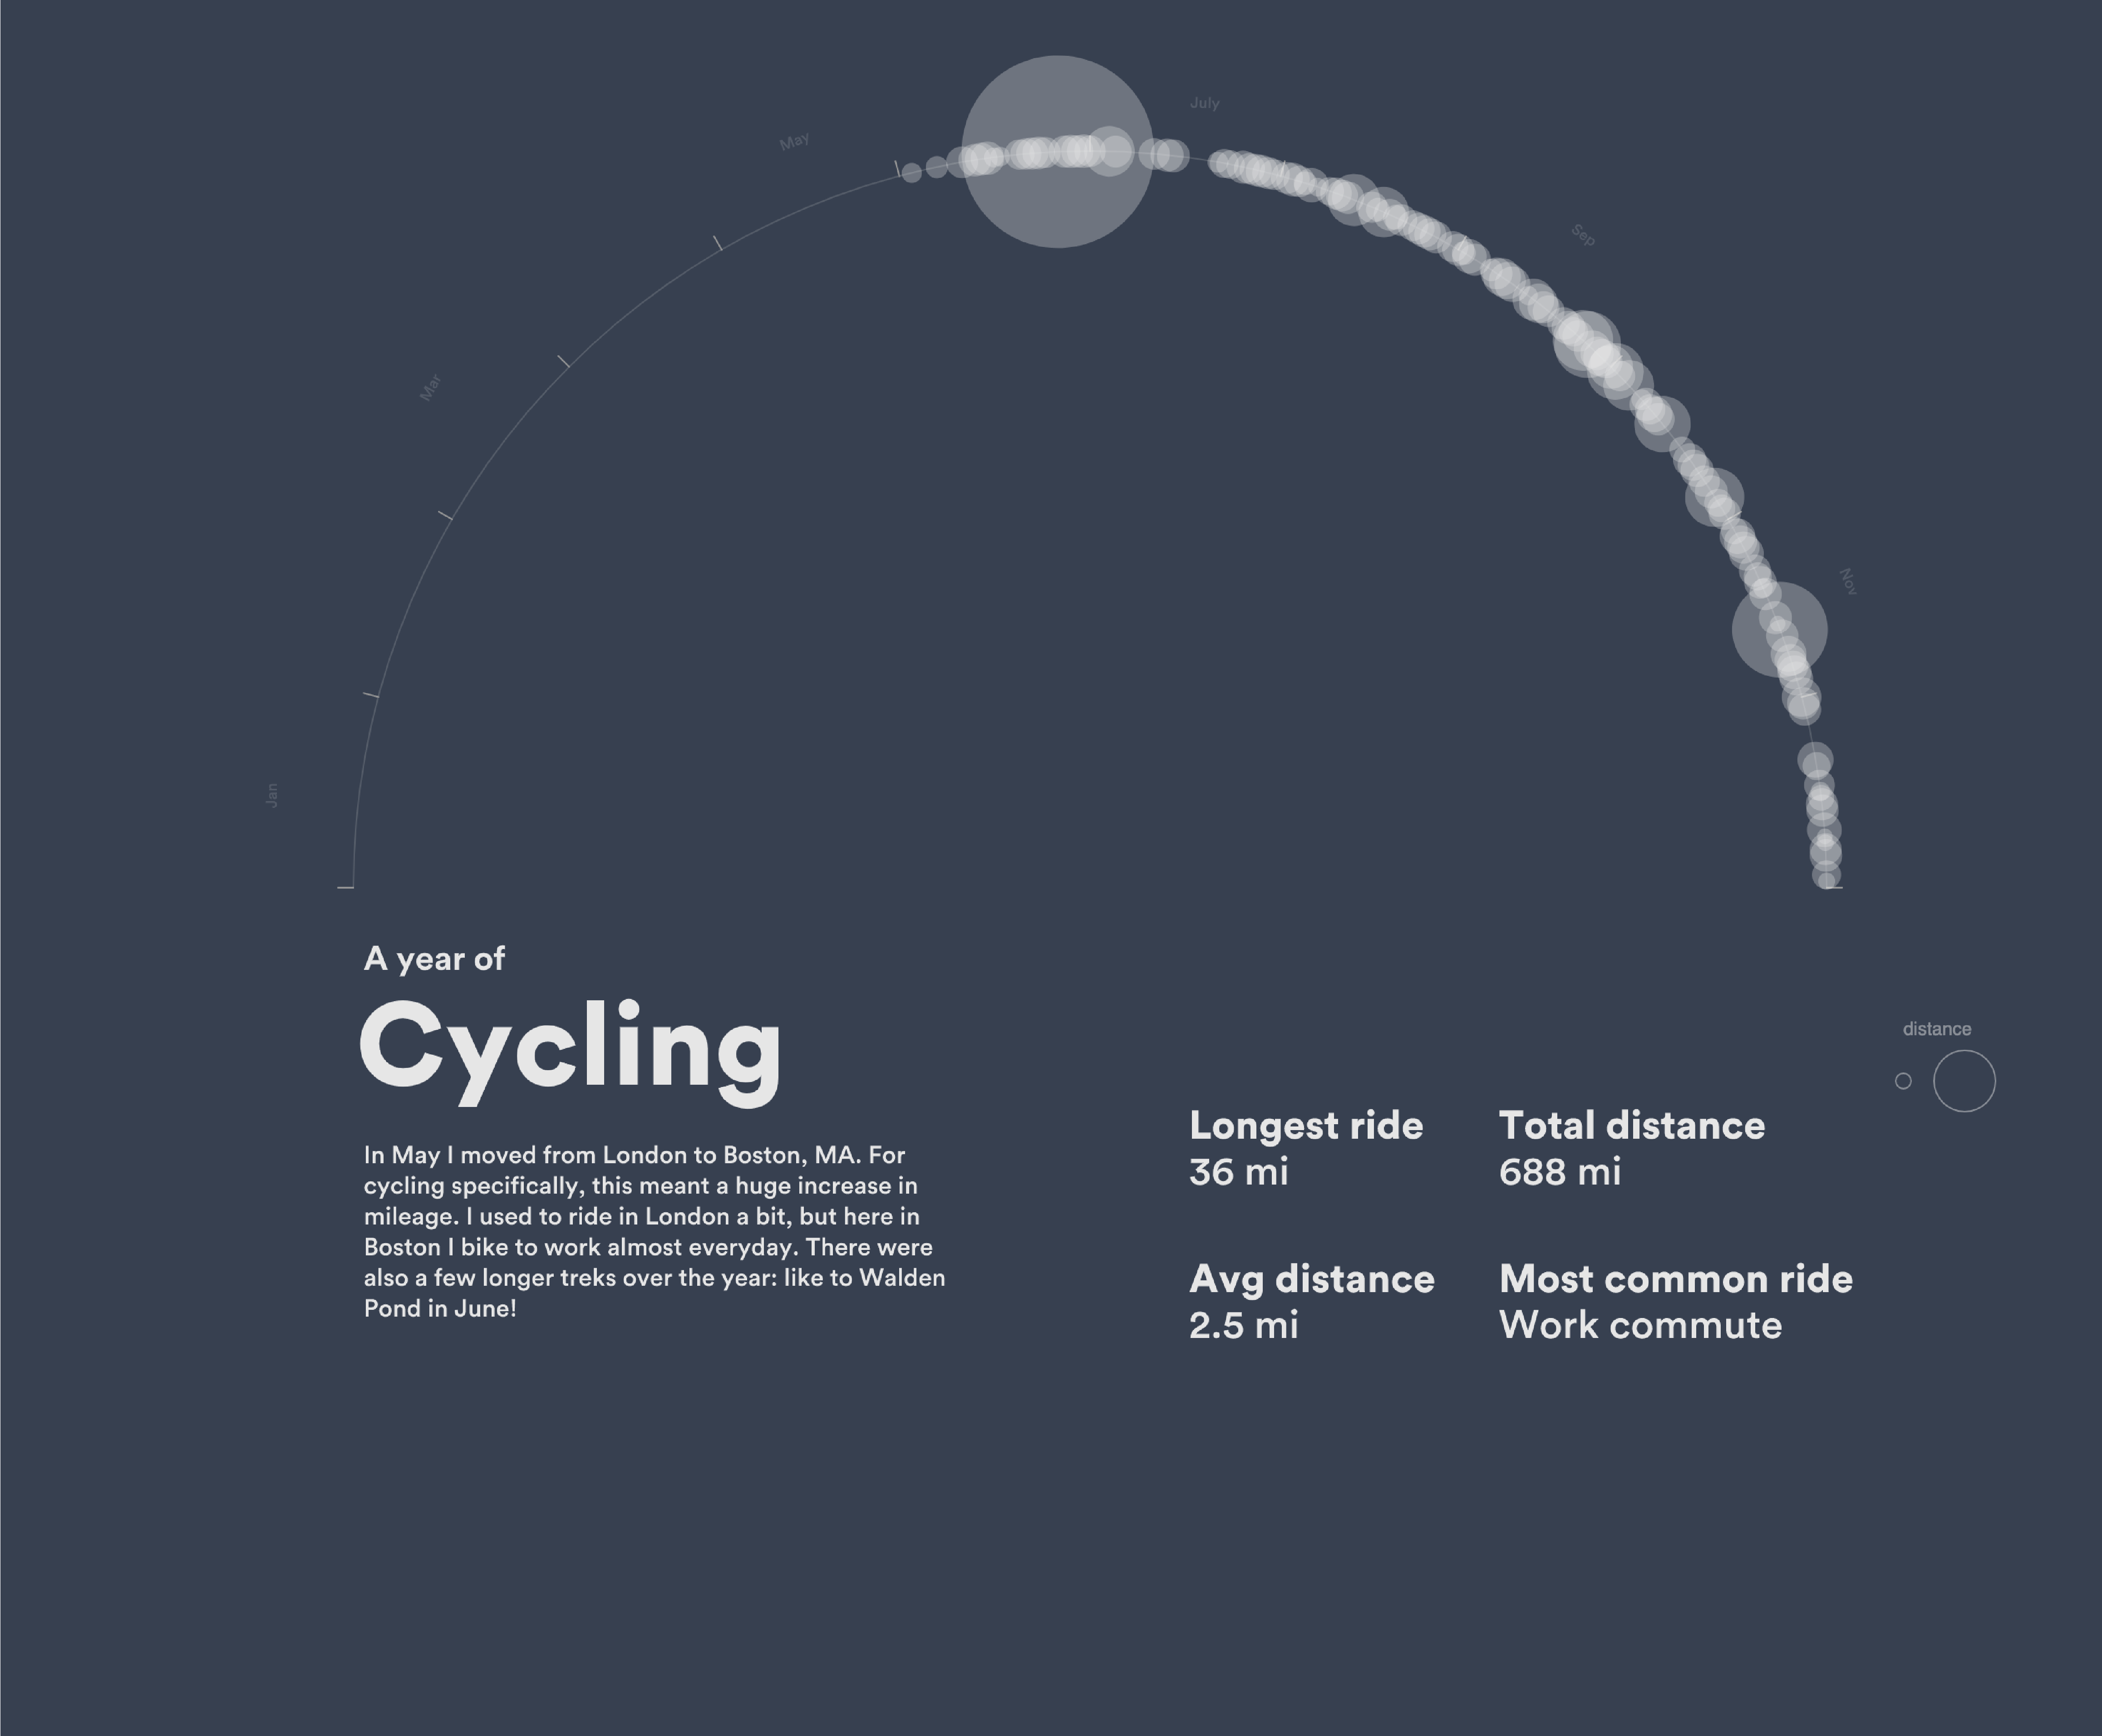 July
May
Sep
Mar
Nov
Jan
A year of
Cycling
distance
In May I moved from London to Boston, MA. For
cycling specifically, this meant a huge increase in
mileage. I used to ride in London a bit, but here in
Boston I bike to work almost everyday. There were
also a few longer treks over the year: like to Walden
Pond in June!
Longest ride
36 mi
Total distance
688 mi
Avg distance
2.5 mi
Most common ride
Work commute